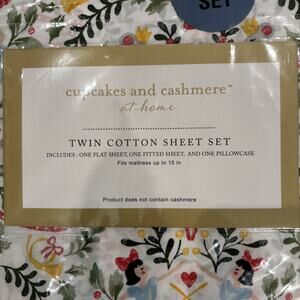 SET
cupcakes and cashmere™
at home
TWIN COTTON SHEET SET
INCLUDES: ONE FLAT SHEET, ONE FITTED SHEET, AND ONE PILLOWCASE
Fits mattress up to 15 in
Product does not contain cashmere